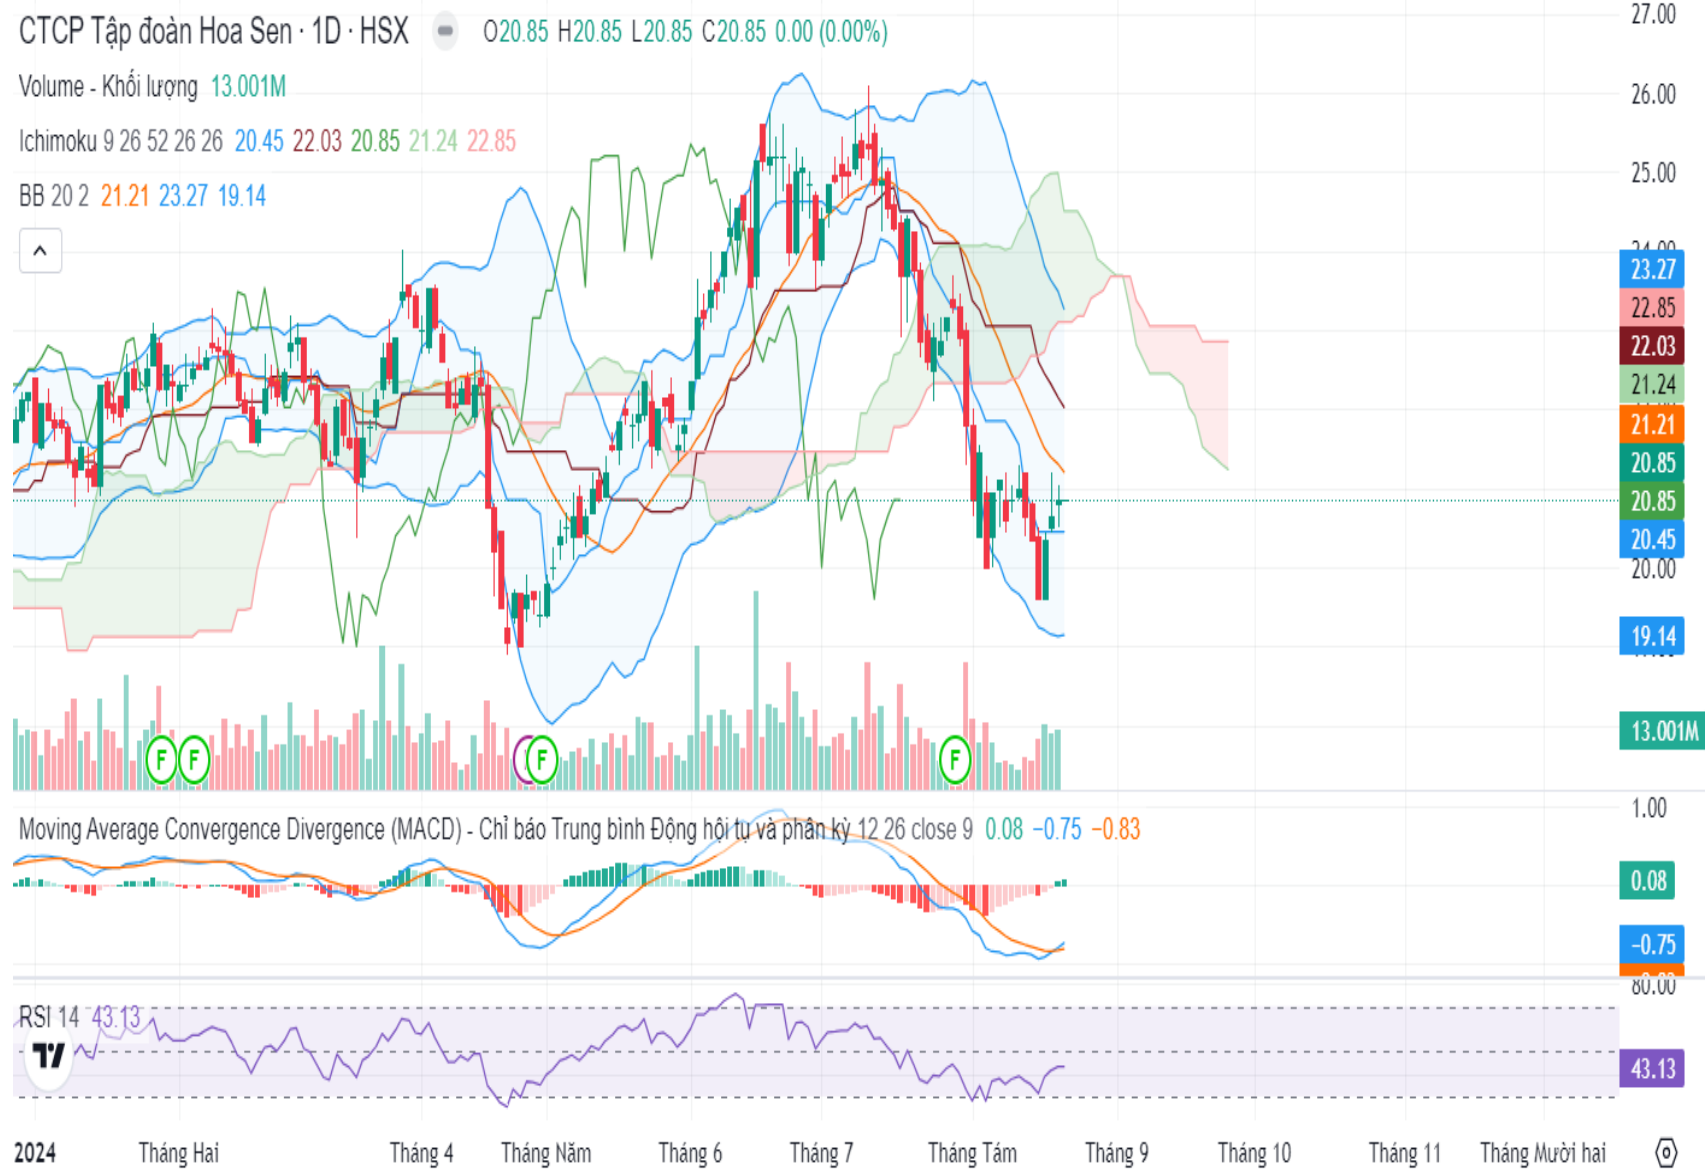 CTCP Tập đoàn Hoa Sen · 1D · HSX O20.85 H20.85 L20.85 C20.85 0.00 (0.00%)
Volume - Khối lượng 13.001M
Ichimoku 9 26 52 26 26 20.45 22.03 20.85 21.24 22.85
BB 20 2 21.21 23.27 19.14
27.00
26.00
25.00
24.00
23.27
22.85
22.03
21.24
21.21
20.85
20.85
20.45
20.00
19.14
13.001M
F F F F
Moving Average Convergence Divergence (MACD) - Chỉ báo Trung bình Động hội tụ và phân kỳ 12 26 close 9 0.08 −0.75 −0.83
1.00
0.08
−0.75
RSI 14 43.13
80.00
43.13
2024 Tháng Hai Tháng 4 Tháng Năm Tháng 6 Tháng 7 Tháng Tám Tháng 9 Tháng 10 Tháng 11 Tháng Mười hai